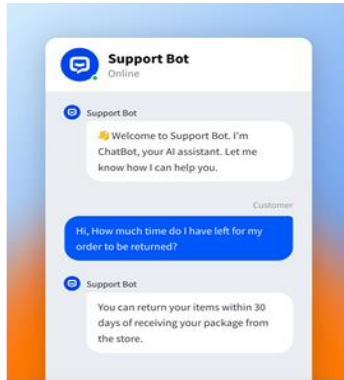 Support Bot
Online
Support Bot
👋 Welcome to Support Bot. I'm
ChatBot, your AI assistant. Let me
know how I can help you.
Customer
Hi, How much time do I have left for my
order to be returned?
Support Bot
You can return your items within 30
days of receiving your package from
the store.